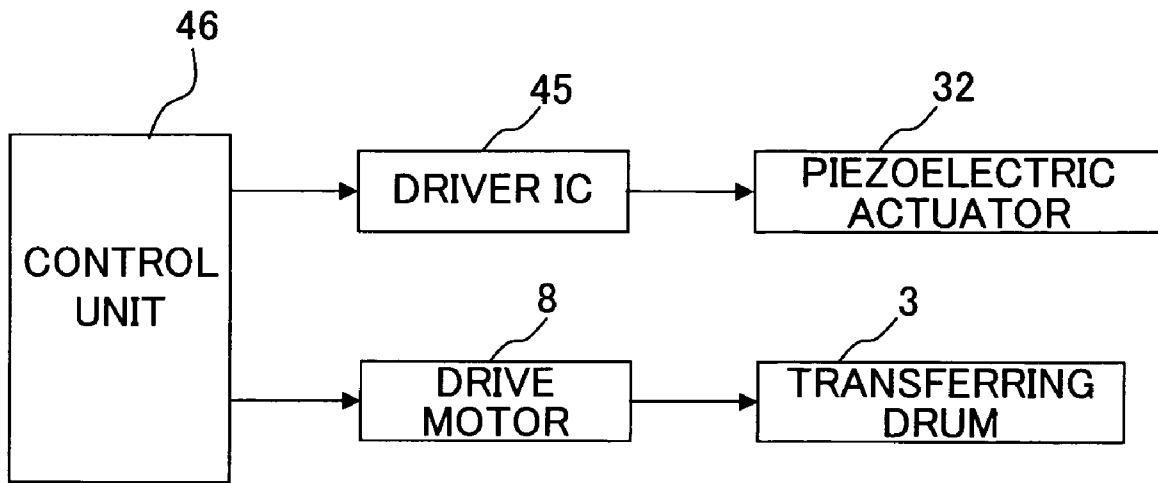 46
45
32
DRIVER IC
PIEZOELECTRIC
ACTUATOR
CONTROL
UNIT
8
3
DRIVE
MOTOR
TRANSFERRING
DRUM